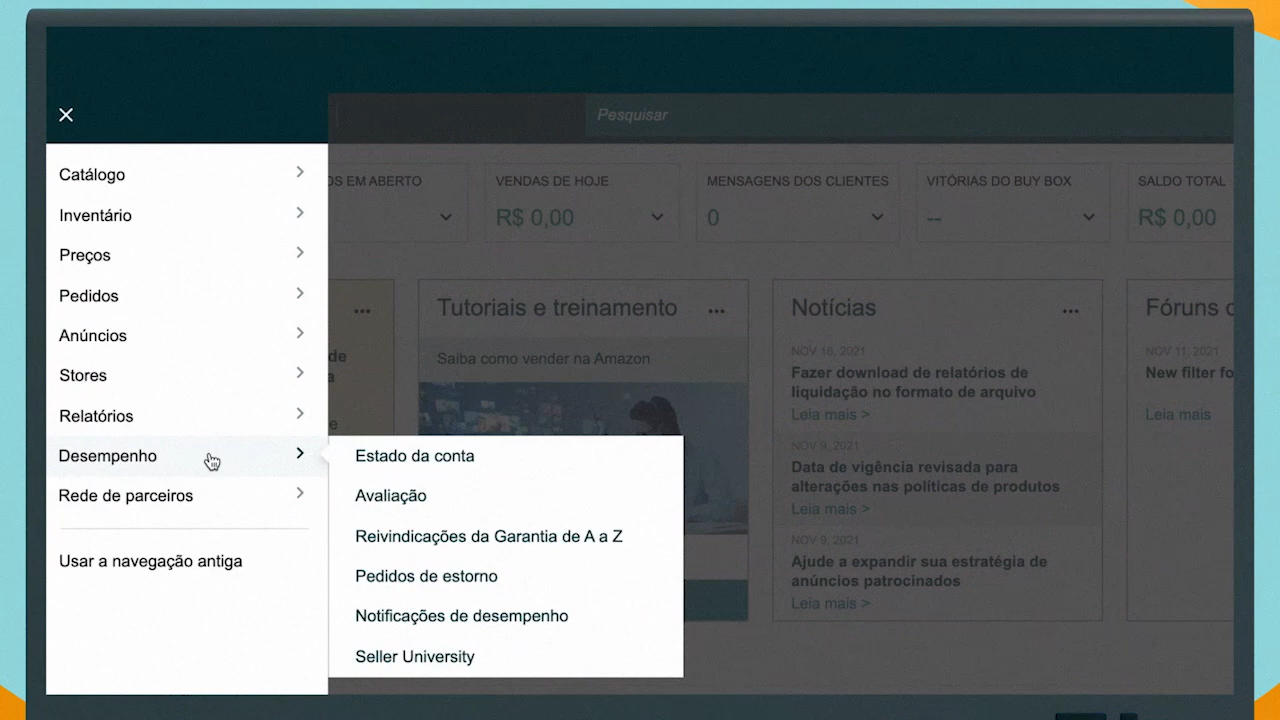 Pesquisar
Catálogo
Inventário
Preços
Pedidos
Anúncios
Stores
Relatórios
Desempenho
Rede de parceiros
Usar a navegação antiga
Estado da conta
Avaliação
Reivindicações da Garantia de A a Z
Pedidos de estorno
Notificações de desempenho
Seller University
EM ABERTO
VENDAS DE HOJE
R$ 0,00
MENSAGENS DOS CLIENTES
0
VITÓRIAS DO BUY BOX
--
SALDO TOTAL
R$ 0,00
Tutoriais e treinamento
Saiba como vender na Amazon
Notícias
NOV 16, 2021
Fazer download de relatórios de
liquidação no formato de arquivo
Leia mais >
NOV 9, 2021
Data de vigência revisada para
alterações nas políticas de produtos
Leia mais >
NOV 9, 2021
Ajude a expandir sua estratégia de
anúncios patrocinados
Leia mais >
Fóruns
NOV 11, 2021
New filter fo
Leia mais